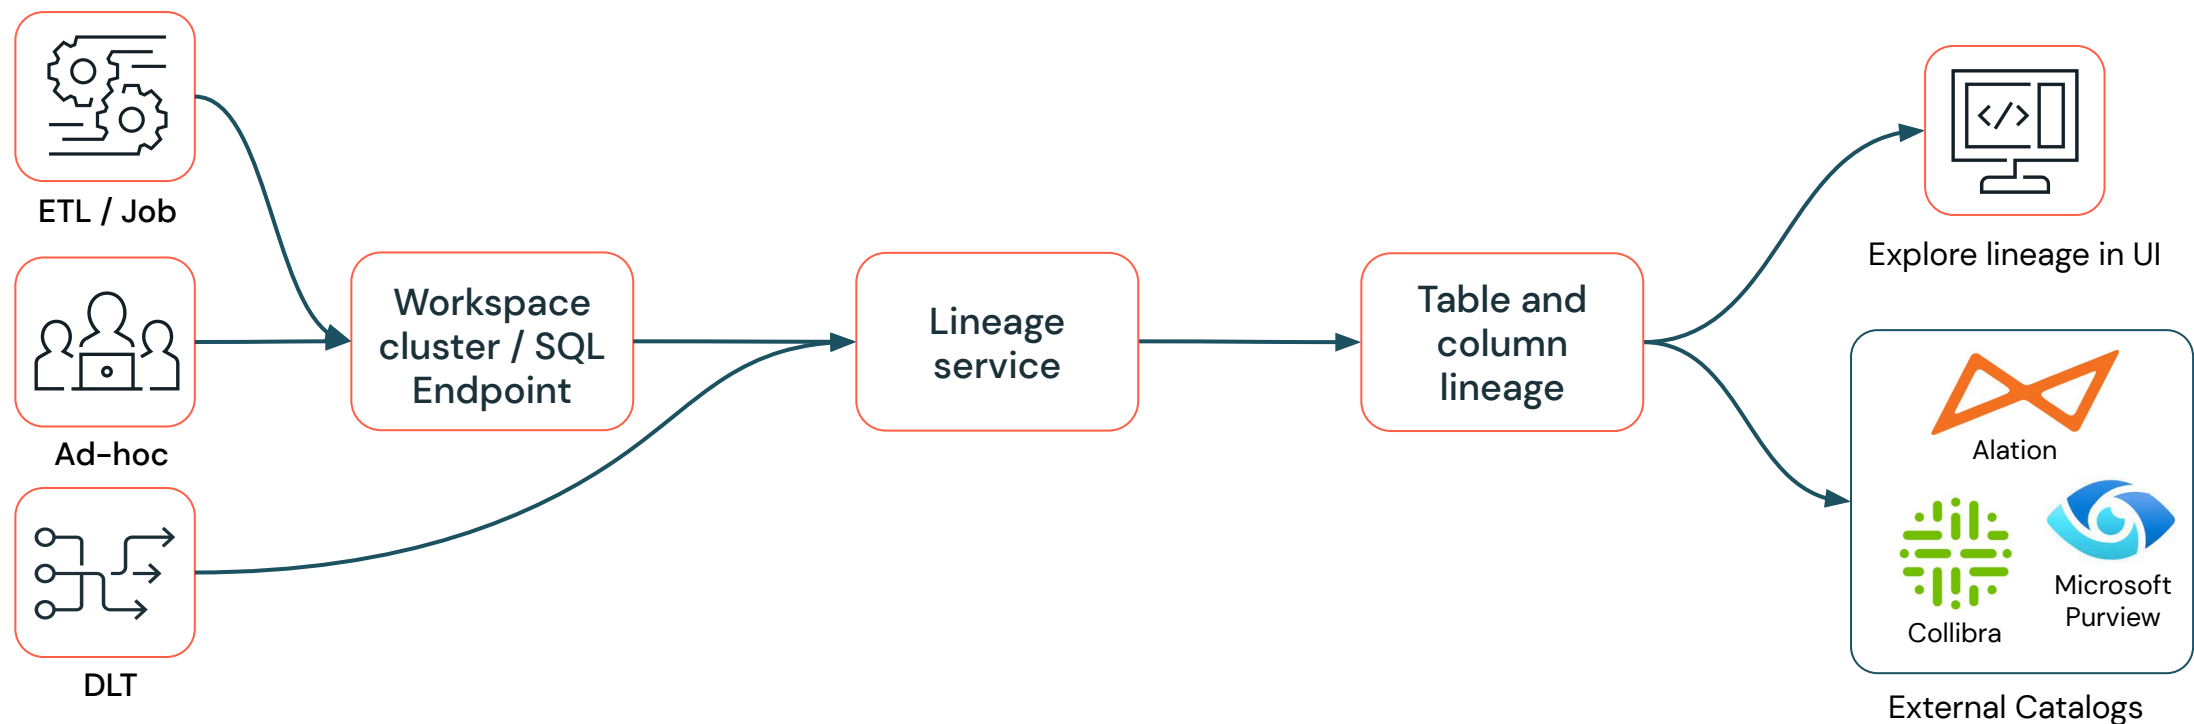 ETL / Job
Ad-hoc
DLT
Workspace
cluster / SQL
Endpoint
Lineage
service
Table and
column
lineage
</>
Explore lineage in UI
Alation
Collibra
Microsoft
Purview
External Catalogs